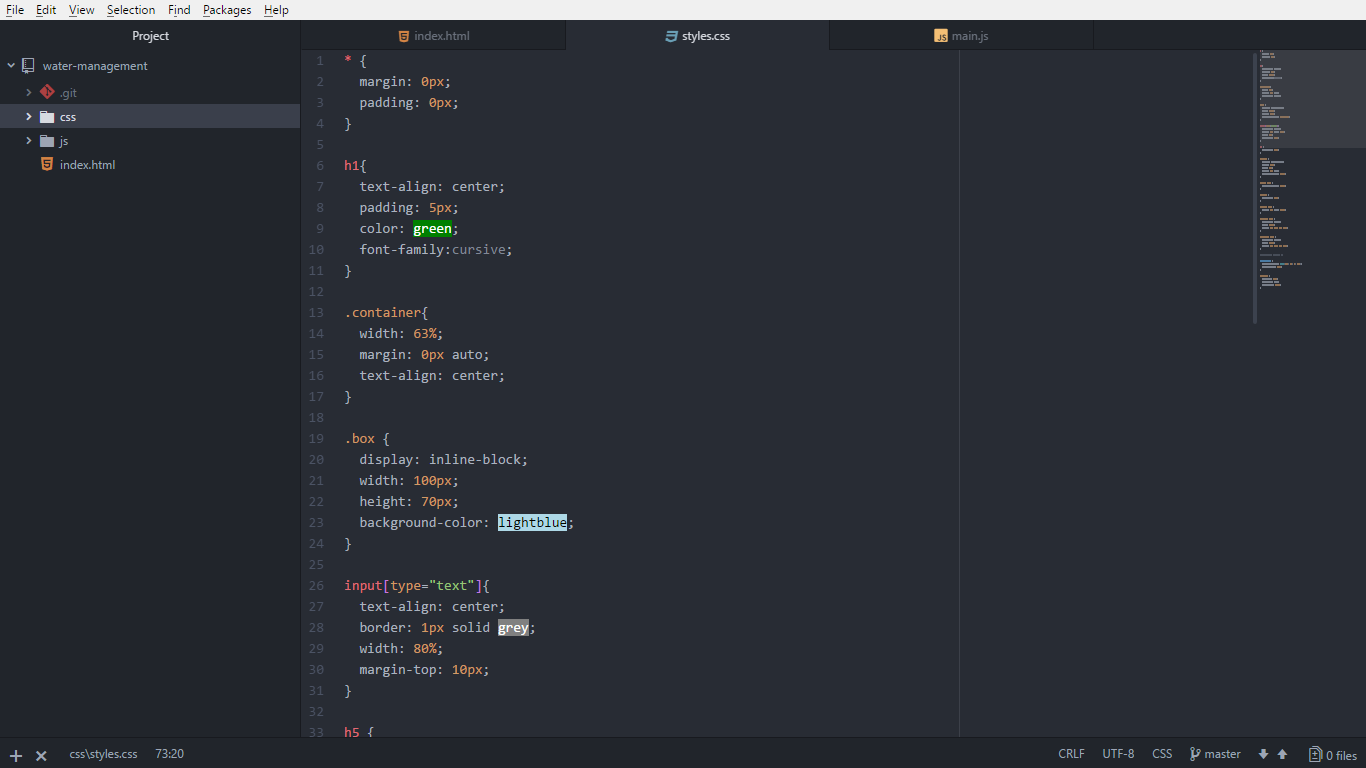 File Edit View Selection Find Packages Help
Project
water-management
.git
css
js
index.html
index.html styles.css main.js
1 * {
2   margin: 0px;
3   padding: 0px;
4 }
5
6 h1{
7   text-align: center;
8   padding: 5px;
9   color: green;
10   font-family:cursive;
11 }
12
13 .container{
14   width: 63%;
15   margin: 0px auto;
16   text-align: center;
17 }
18
19 .box {
20   display: inline-block;
21   width: 100px;
22   height: 70px;
23   background-color: lightblue;
24 }
25
26 input[type="text"]{
27   text-align: center;
28   border: 1px solid grey;
29   width: 80%;
30   margin-top: 10px;
31 }
32
33 h5 {
css\styles.css 73:20 CRLF UTF-8 CSS master 0 files